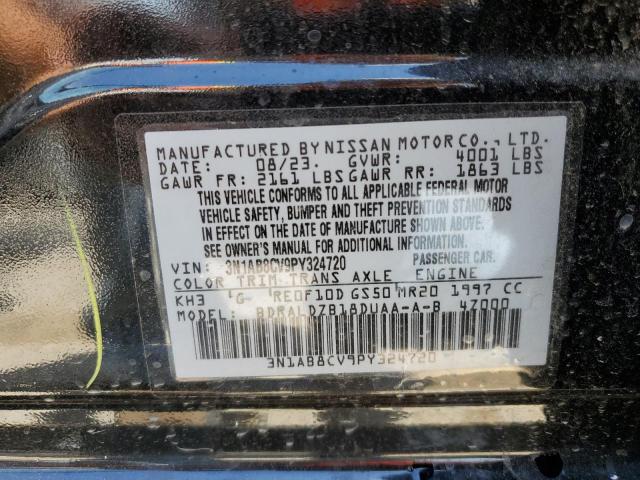 MANUFACTURED BY NISSAN MOTOR CO., LTD.
DATE: 08/23. GVWR: 4001 LBS
GAWR FR: 2161 LBS GAWR RR: 1863 LBS
THIS VEHICLE CONFORMS TO ALL APPLICABLE FEDERAL MOTOR
VEHICLE SAFETY, BUMPER AND THEFT PREVENTION STANDARDS
IN EFFECT ON THE DATE OF MANUFACTURE SHOWN ABOVE.
SEE OWNER'S MANUAL FOR ADDITIONAL INFORMATION.
VIN: 3N1AB8CV9PY324720 PASSENGER CAR.
COLOR TRIM TRANS AXLE ENGINE
KH3 G RE0F10D GS50 MR20 1997 CC
MODEL: BDRALDZB18DUAA-A-B 47000
3N1AB8CV9PY324720